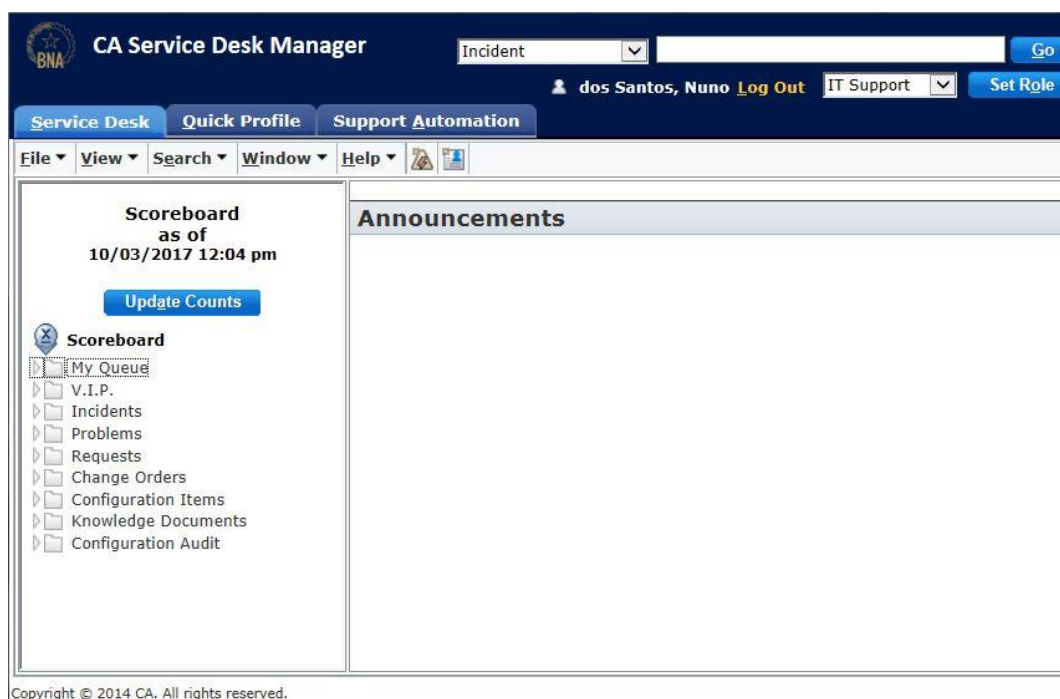 BNA
CA Service Desk Manager
Incident
Go
dos Santos, Nuno Log Out
IT Support
Set Role
Service Desk
Quick Profile
Support Automation
File
View
Search
Window
Help
Scoreboard
as of
10/03/2017 12:04 pm
Update Counts
Scoreboard
My Queue
V.I.P.
Incidents
Problems
Requests
Change Orders
Configuration Items
Knowledge Documents
Configuration Audit
Announcements
Copyright © 2014 CA. All rights reserved.